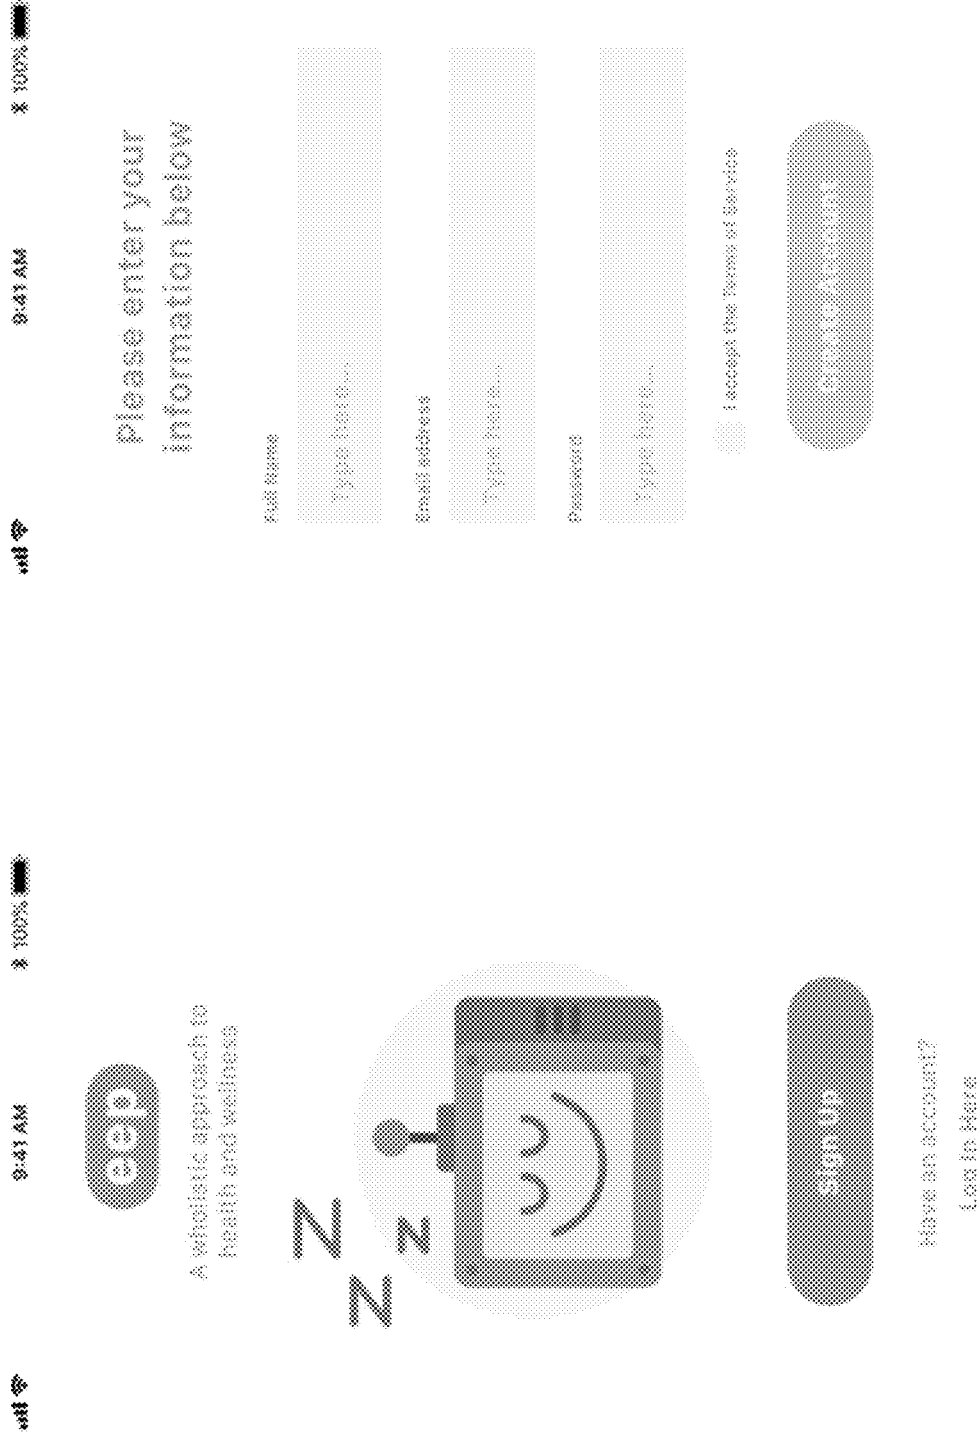 9:41 AM
100%
eep
A wholistic approach to
health and wellness
Z
Z
Z
Sign up
Have an account?
Log In Here
9:41 AM
100%
Please enter your
information below
Full Name
Type here...
Email address
Type here...
Password
Type here...
I accept the Terms of Service
Create Account